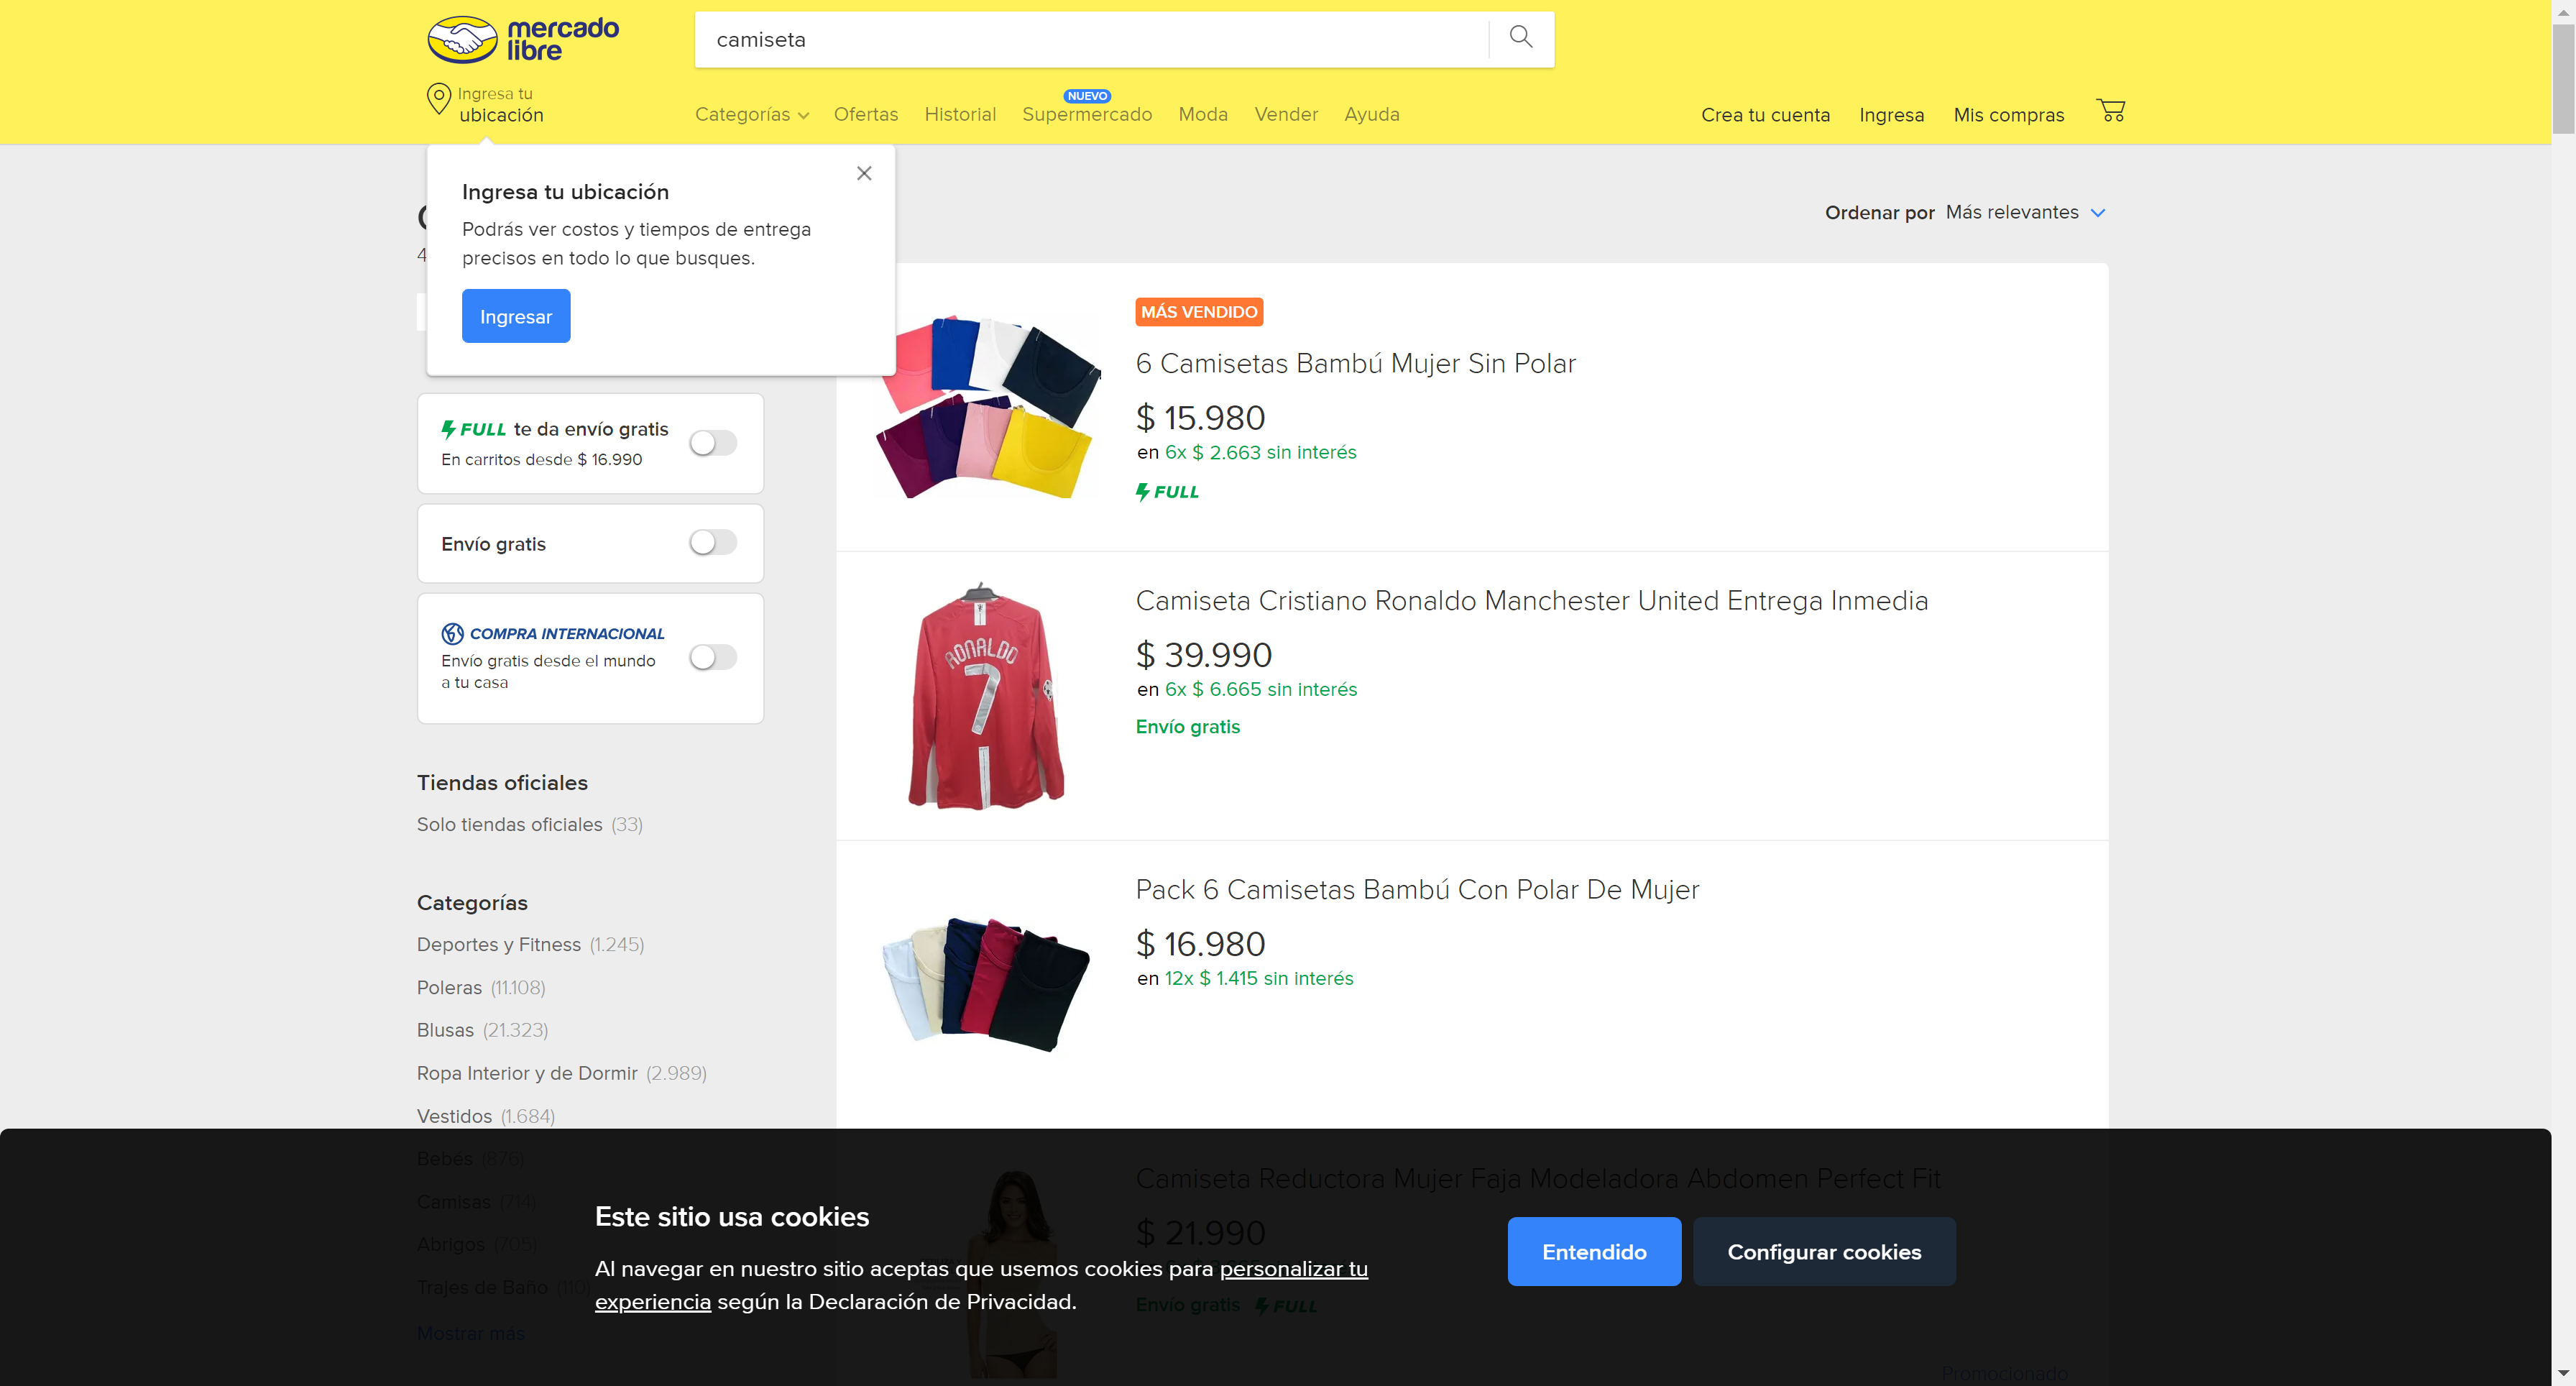 mercado
libre
camiseta
Ingresa tu
ubicación
Categorías
Ofertas
Historial
NUEVO
Supermercado
Moda
Vender
Ayuda
Crea tu cuenta
Ingresa
Mis compras
Ingresa tu ubicación
Podrás ver costos y tiempos de entrega
precisos en todo lo que busques.
Ingresar
Ordenar por Más relevantes
FULL te da envío gratis
En carritos desde $ 16.990
Envío gratis
COMPRA INTERNACIONAL
Envío gratis desde el mundo
a tu casa
Tiendas oficiales
Solo tiendas oficiales (33)
Categorías
Deportes y Fitness (1.245)
Poleras (11.108)
Blusas (21.323)
Ropa Interior y de Dormir (2.989)
Vestidos (1.684)
Bebés (876)
Camisas (714)
Abrigos (705)
Trajes de Baño (110)
Mostrar más
MÁS VENDIDO
6 Camisetas Bambú Mujer Sin Polar
$ 15.980
en 6x $ 2.663 sin interés
FULL
RONALDO
7
Camiseta Cristiano Ronaldo Manchester United Entrega Inmedia
$ 39.990
en 6x $ 6.665 sin interés
Envío gratis
Pack 6 Camisetas Bambú Con Polar De Mujer
$ 16.980
en 12x $ 1.415 sin interés
Camiseta Reductora Mujer Faja Modeladora Abdomen Perfect Fit
$ 21.990
Envío gratis FULL
Promocionado
Este sitio usa cookies
Al navegar en nuestro sitio aceptas que usemos cookies para personalizar tu
experiencia según la Declaración de Privacidad.
Entendido
Configurar cookies